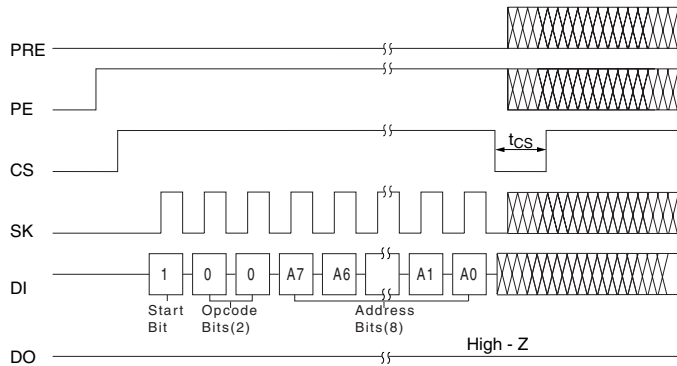 PRE
PE
tCS
CS
SK
1 0 0 A7 A6 A1 A0
DI
Start Opcode Address
Bit Bits(2) Bits(8)
High - Z
DO